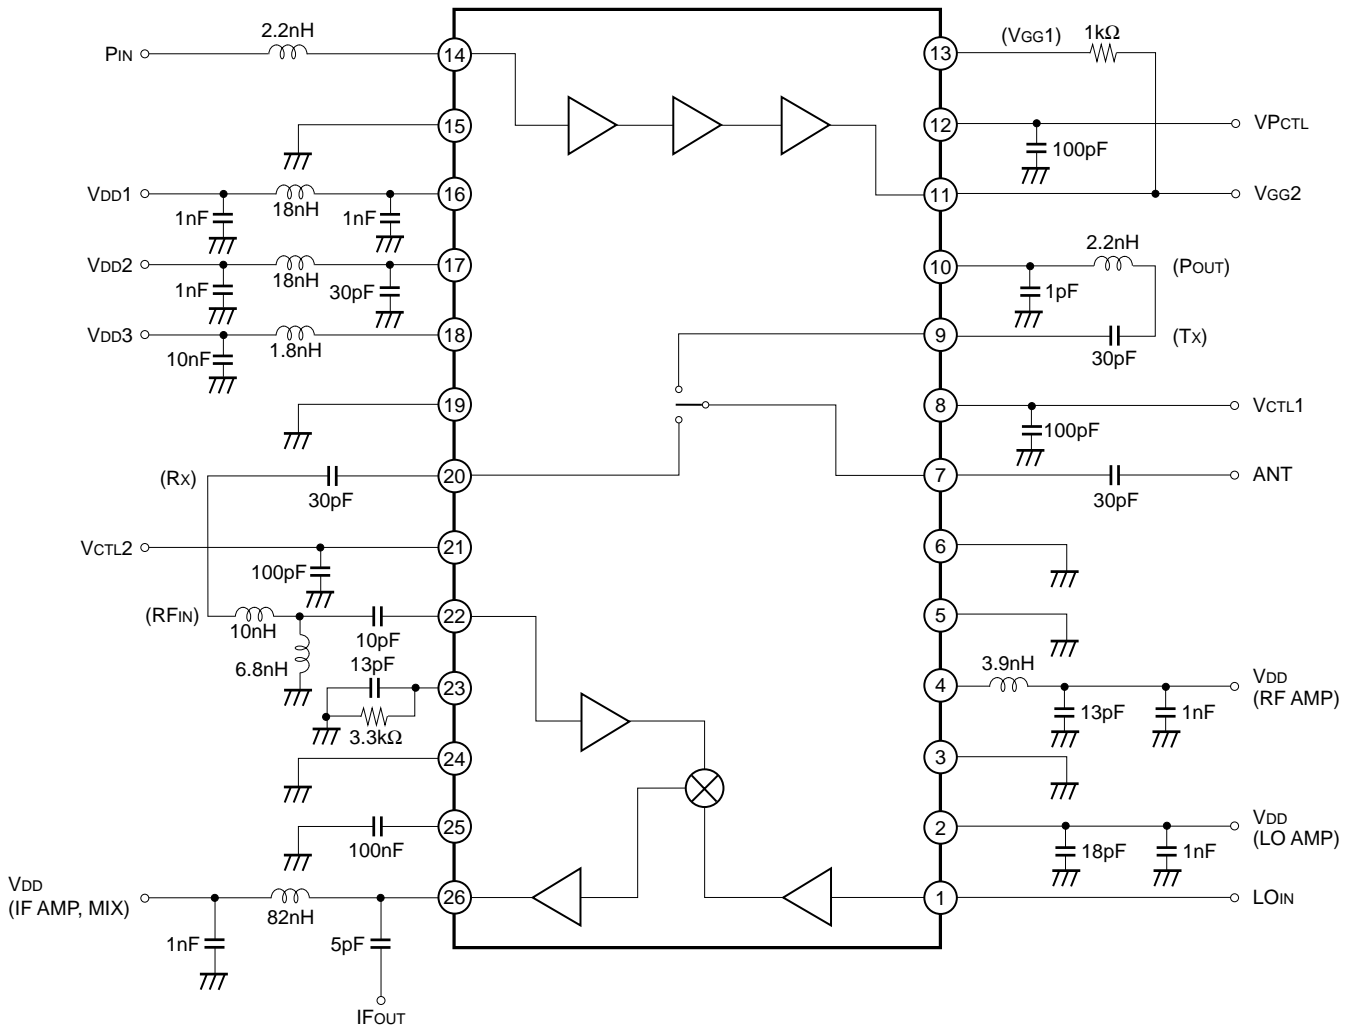 PIN
2.2nH
14
15
VDD1
1nF
18nH
1nF
16
VDD2
1nF
18nH
30pF
17
VDD3
10nF
1.8nH
18
19
(Rx)
30pF
20
VCTL2
100pF
21
(RFIN)
10nH
6.8nH
10pF
22
13pF
3.3kΩ
23
24
100nF
25
VDD
(IF AMP, MIX)
1nF
82nH
5pF
26
IFOUT
13
(VGG1)
1kΩ
12
100pF
VPCTL
11
VGG2
10
2.2nH
(POUT)
1pF
9
(Tx)
30pF
8
VCTL1
100pF
7
ANT
30pF
6
5
4
3.9nH
13pF
1nF
VDD
(RF AMP)
3
2
18pF
1nF
VDD
(LO AMP)
1
LOIN